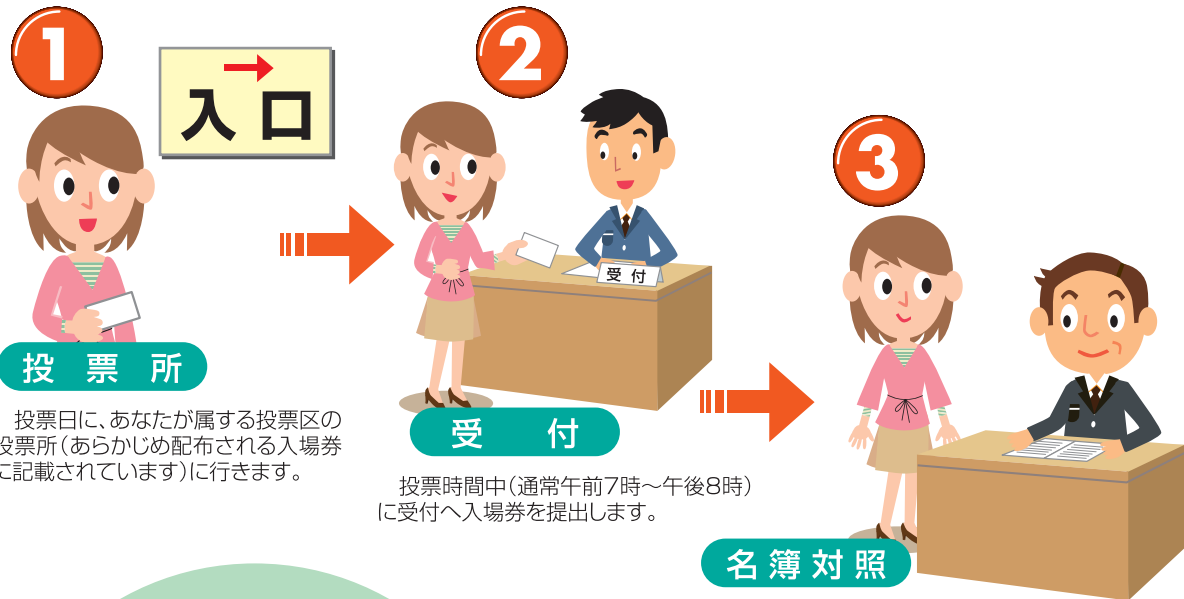 1
入口
投票所
投票日に、あなたが属する投票区の
投票所(あらかじめ配布される入場券
に記載されています)に行きます。
2
受付
受付
投票時間中(通常午前7時〜午後8時)
に受付へ入場券を提出します。
3
名簿対照